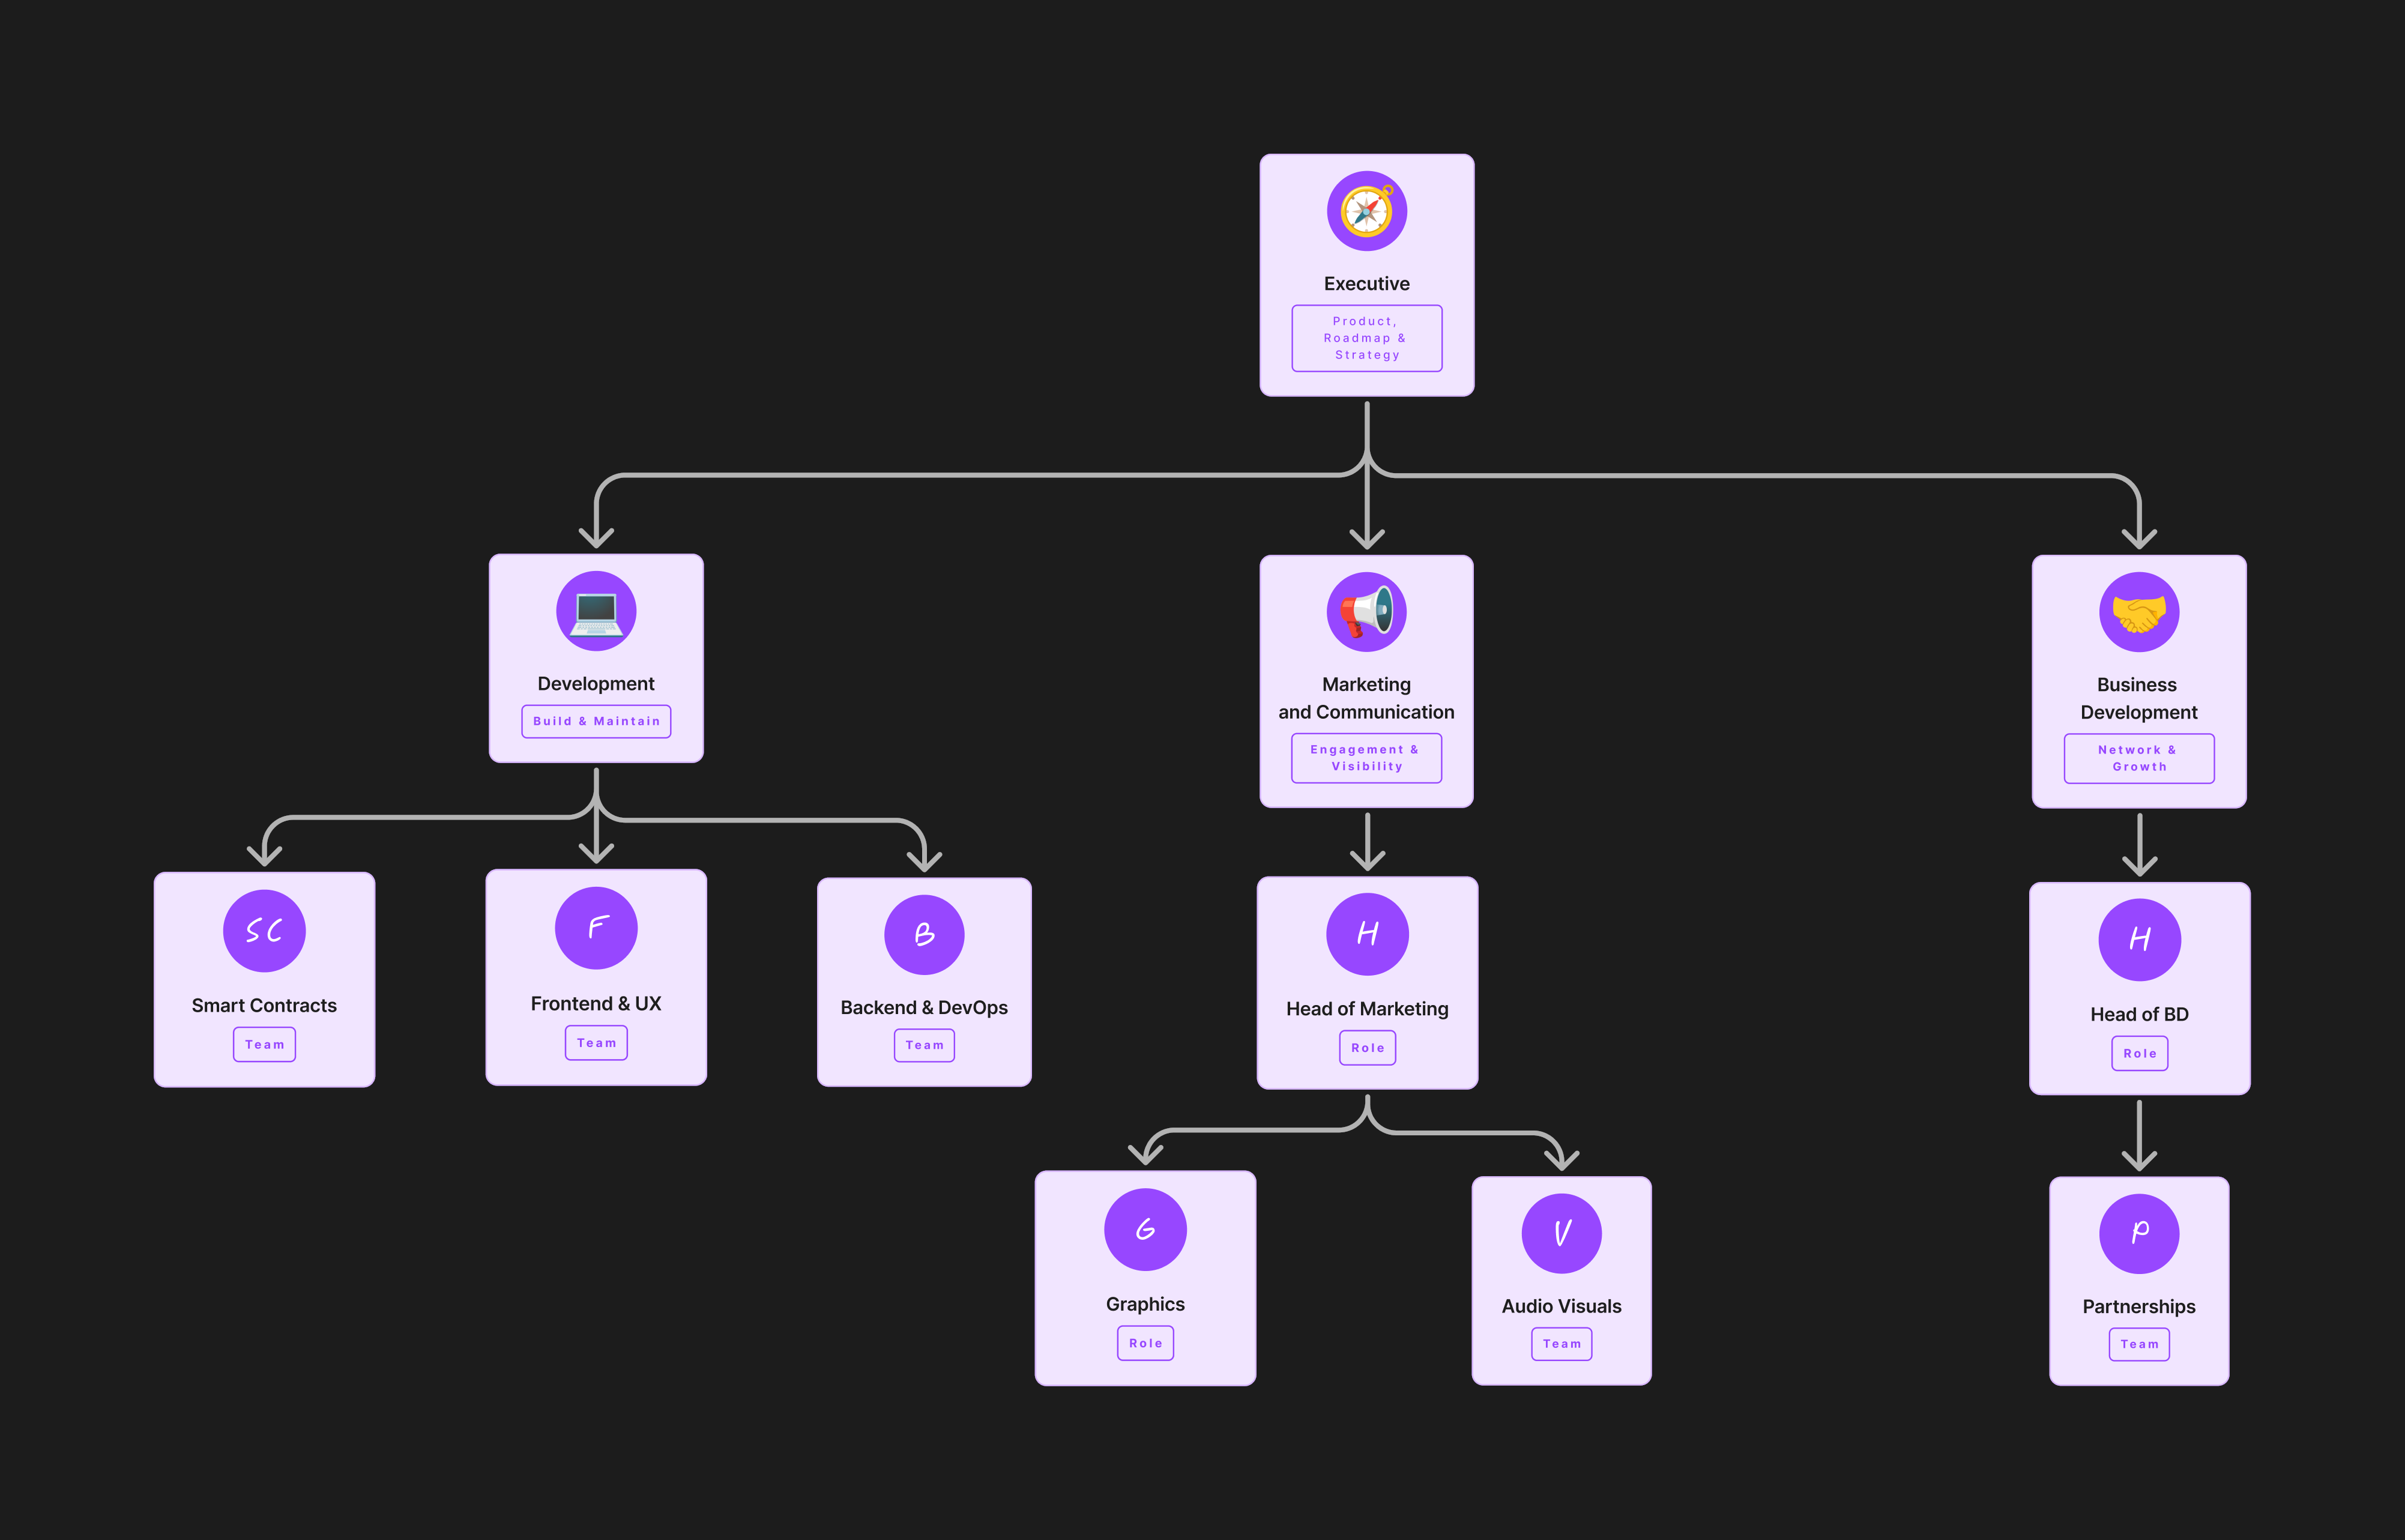 Executive
Product,
Roadmap &
Strategy
Development
Build & Maintain
Marketing
and Communication
Engagement &
Visibility
Business
Development
Network &
Growth
SC
Smart Contracts
Team
F
Frontend & UX
Team
B
Backend & DevOps
Team
H
Head of Marketing
Role
H
Head of BD
Role
G
Graphics
Role
V
Audio Visuals
Team
P
Partnerships
Team